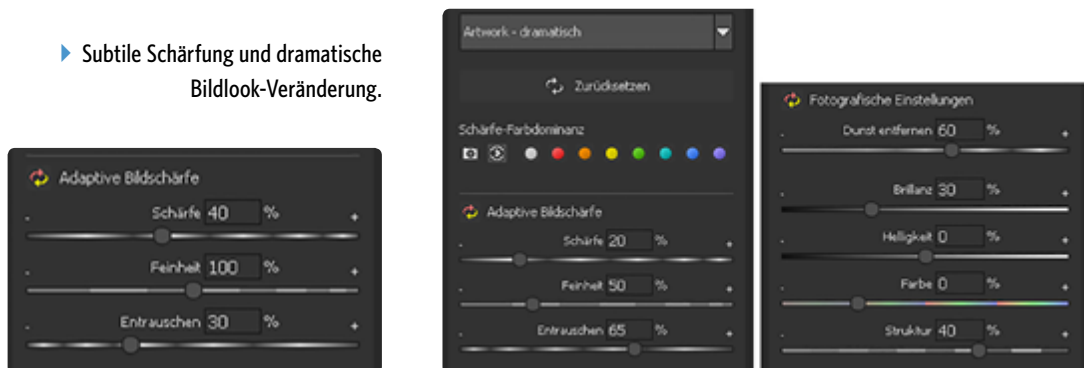 Subtile Schärfung und dramatische
Bildlook-Veränderung.
Adaptive Bildschärfe
- Schärfe 40 % +
- Feinheit 100 % +
- Entrauschen 30 % +
Artwork - dramatisch
Zurücksetzen
Schärfe-Farbdominanz
Adaptive Bildschärfe
- Schärfe 20 % +
- Feinheit 50 % +
- Entrauschen 65 % +
Fotografische Einstellungen
- Dunst entfernen 60 % +
- Brillanz 30 % +
- Helligkeit 0 % +
- Farbe 0 % +
- Struktur 40 % +